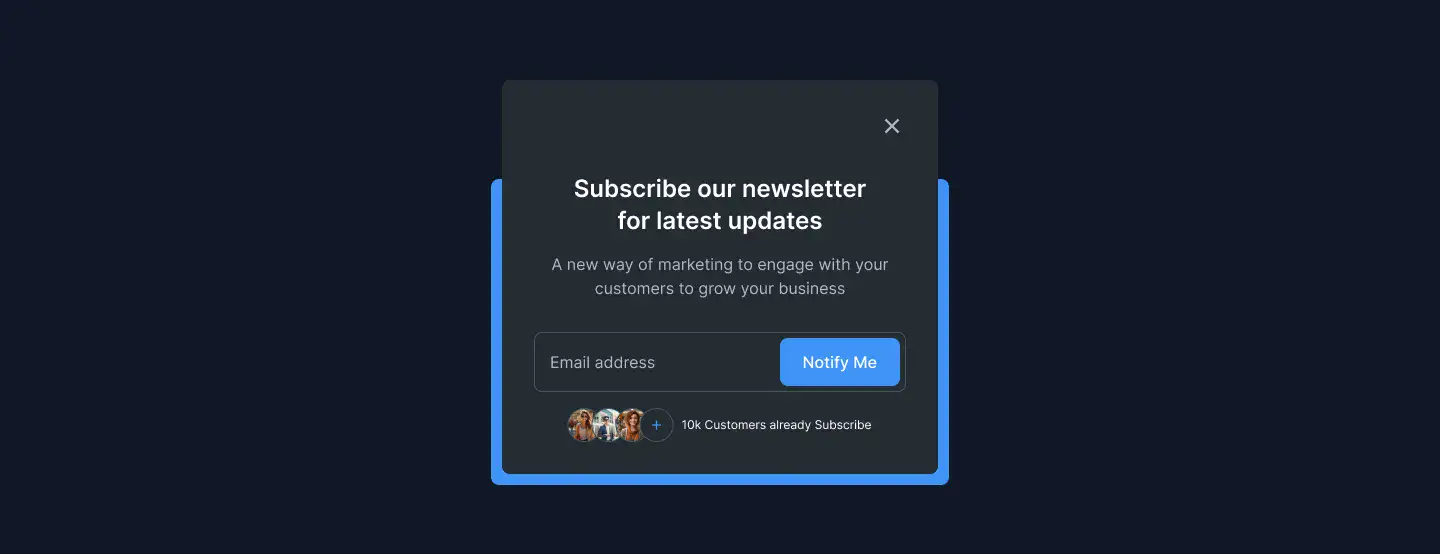 Subscribe our newsletter
for latest updates
A new way of marketing to engage with your
customers to grow your business
Email address
Notify Me
+ 10k Customers already Subscribe